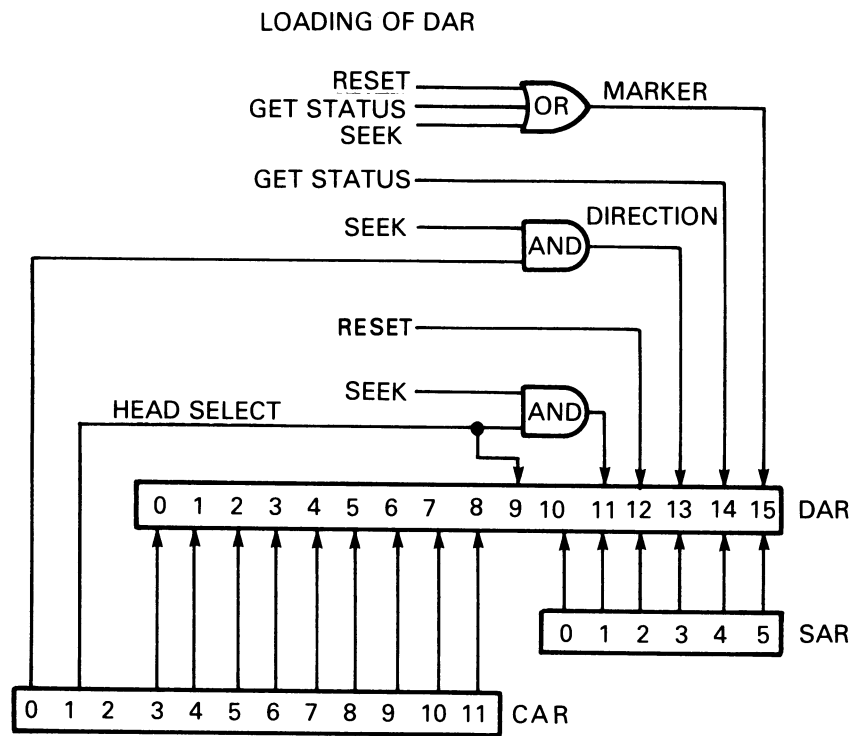 LOADING OF DAR
RESET
GET STATUS
SEEK
OR
MARKER
GET STATUS
SEEK
AND
DIRECTION
RESET
SEEK
AND
HEAD SELECT
0 1 2 3 4 5 6 7 8 9 10 11 12 13 14 15 DAR
0 1 2 3 4 5 SAR
0 1 2 3 4 5 6 7 8 9 10 11 CAR